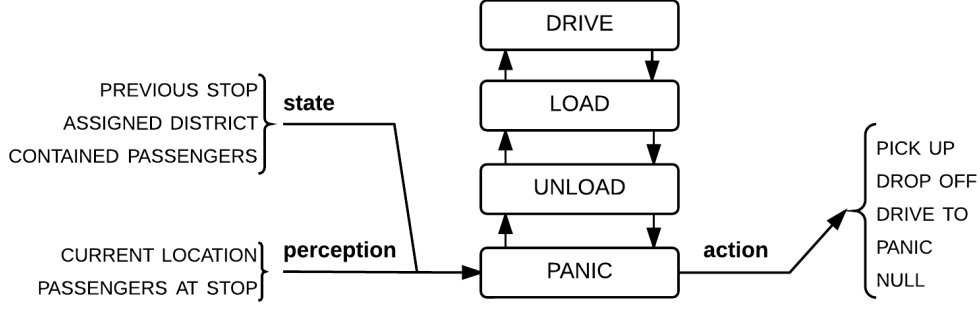 DRIVE
LOAD
UNLOAD
PANIC
PREVIOUS STOP
ASSIGNED DISTRICT
CONTAINED PASSENGERS
state
CURRENT LOCATION
PASSENGERS AT STOP
perception
action
PICK UP
DROP OFF
DRIVE TO
PANIC
NULL